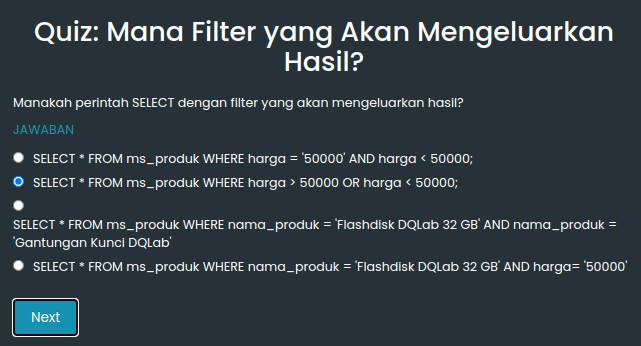 Quiz: Mana Filter yang Akan Mengeluarkan
Hasil?
Manakah perintah SELECT dengan filter yang akan mengeluarkan hasil?
JAWABAN
SELECT * FROM ms_produk WHERE harga = '50000' AND harga < 50000;
SELECT * FROM ms_produk WHERE harga > 50000 OR harga < 50000;
SELECT * FROM ms_produk WHERE nama_produk = 'Flashdisk DQLab 32 GB' AND nama_produk =
'Gantungan Kunci DQLab'
SELECT * FROM ms_produk WHERE nama_produk = 'Flashdisk DQLab 32 GB' AND harga= '50000'
Next